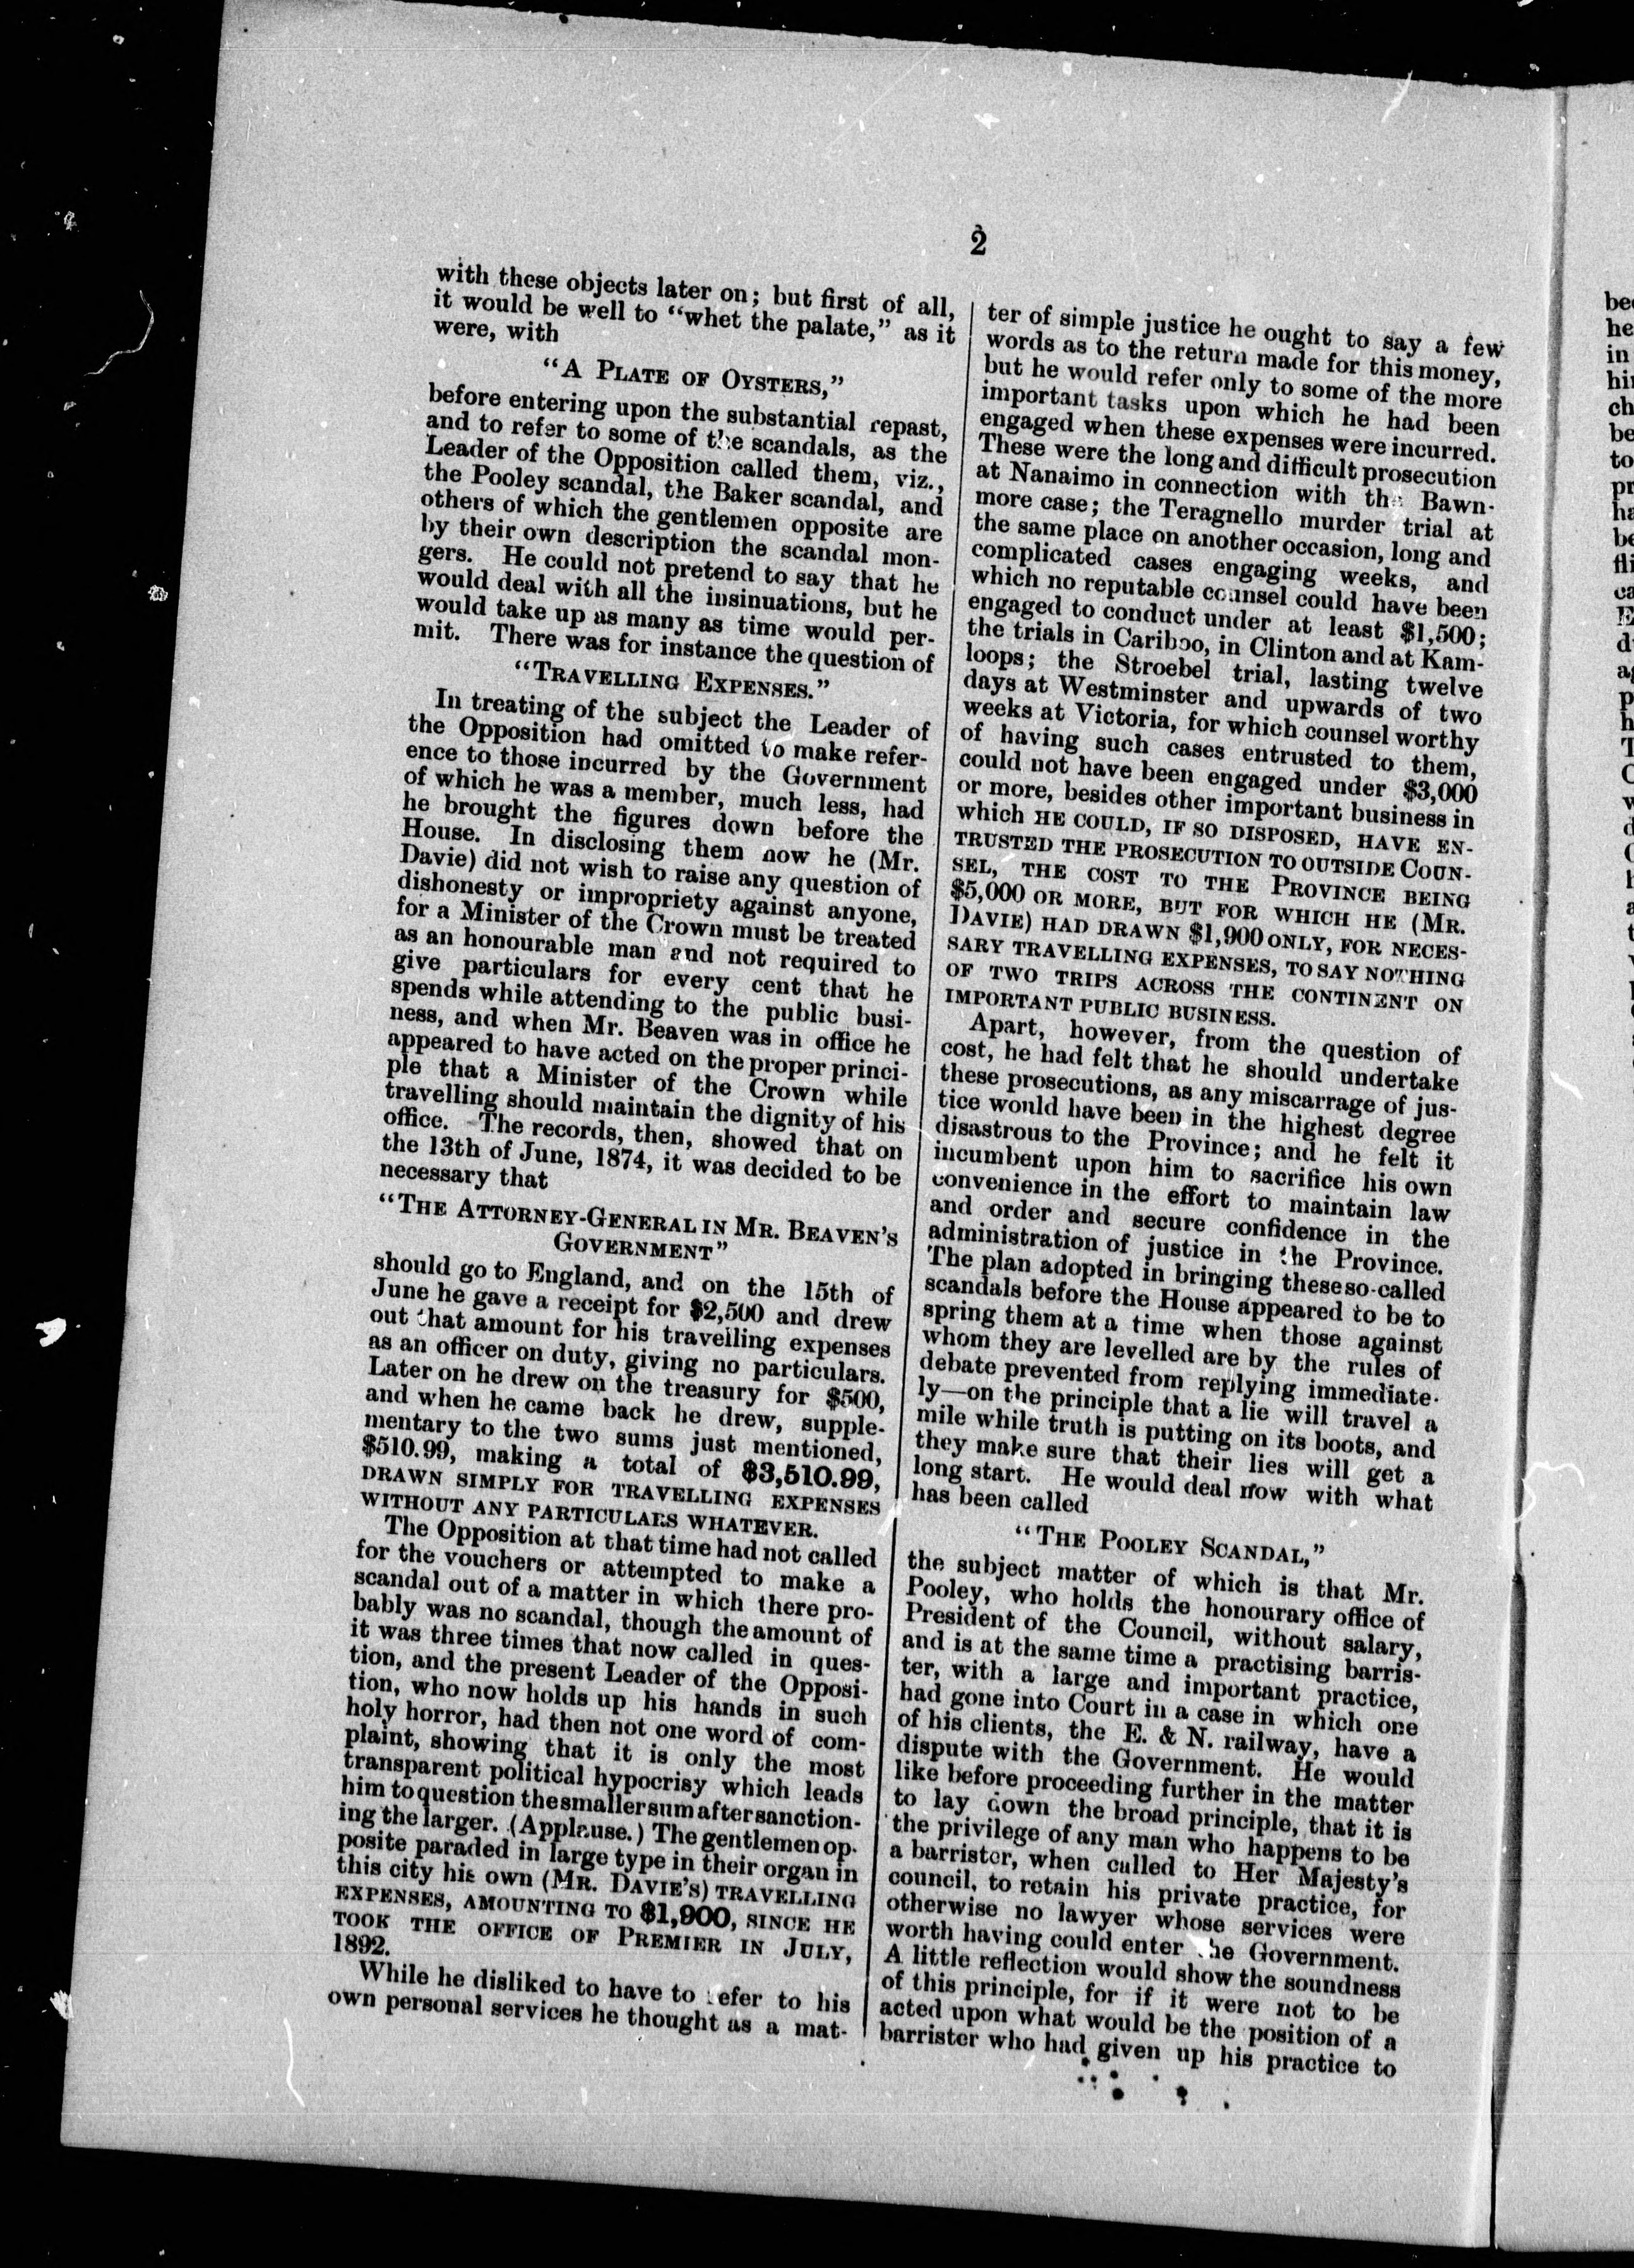 2
with these objects later on; but first of all,
it would be well to "whet the palate," as it
were, with
"A PLATE OF OYSTERS,"
before entering upon the substantial repast,
and to refer to some of the scandals, as the
Leader of the Opposition called them, viz.,
the Pooley scandal, the Baker scandal, and
others of which the gentlemen opposite are
by their own description the scandal mon-
gers. He could not pretend to say that he
would deal with all the insinuations, but he
would take up as many as time would per-
mit. There was for instance the question of
"TRAVELLING EXPENSES."
In treating of the subject the Leader of
the Opposition had omitted to make refer-
ence to those incurred by the Government
of which he was a member, much less, had
he brought the figures down before the
House. In disclosing them now he (Mr.
Davie) did not wish to raise any question of
dishonesty or impropriety against anyone,
for a Minister of the Crown must be treated
as an honourable man and not required to
give particulars for every cent that he
spends while attending to the public busi-
ness, and when Mr. Beaven was in office he
appeared to have acted on the proper princi-
ple that a Minister of the Crown while
travelling should maintain the dignity of his
office. The records, then, showed that on
the 13th of June, 1874, it was decided to be
necessary that
"THE ATTORNEY-GENERAL IN MR. BEAVEN'S
GOVERNMENT"
should go to England, and on the 15th of
June he gave a receipt for $2,500 and drew
out that amount for his travelling expenses
as an officer on duty, giving no particulars.
Later on he drew on the treasury for $500,
and when he came back he drew, supple-
mentary to the two sums just mentioned,
$510.99, making a total of $3,510.99,
DRAWN SIMPLY FOR TRAVELLING EXPENSES
WITHOUT ANY PARTICULARS WHATEVER.
The Opposition at that time had not called
for the vouchers or attempted to make a
scandal out of a matter in which there pro-
bably was no scandal, though the amount of
it was three times that now called in ques-
tion, and the present Leader of the Opposi-
tion, who now holds up his hands in such
holy horror, had then not one word of com-
plaint, showing that it is only the most
transparent political hypocrisy which leads
him to question the smaller sum after sanction-
ing the larger. (Applause.) The gentlemen op-
posite paraded in large type in their organ in
this city his own (MR. DAVIE'S) TRAVELLING
EXPENSES, AMOUNTING TO $1,900, SINCE HE
TOOK THE OFFICE OF PREMIER IN JULY,
1892.
While he disliked to have to refer to his
own personal services he thought as a mat-
ter of simple justice he ought to say a few
words as to the return made for this money,
but he would refer only to some of the more
important tasks upon which he had been
engaged when these expenses were incurred.
These were the long and difficult prosecution
at Nanaimo in connection with the Bawn-
more case; the Teragnello murder trial at
the same place on another occasion, long and
complicated cases engaging weeks, and
which no reputable counsel could have been
engaged to conduct under at least $1,500;
the trials in Cariboo, in Clinton and at Kam-
loops; the Stroebel trial, lasting twelve
days at Westminster and upwards of two
weeks at Victoria, for which counsel worthy
of having such cases entrusted to them,
could not have been engaged under $3,000
or more, besides other important business in
which HE COULD, IF SO DISPOSED, HAVE EN-
TRUSTED THE PROSECUTION TO OUTSIDE COUN-
SEL, THE COST TO THE PROVINCE BEING
$5,000 OR MORE, BUT FOR WHICH HE (MR.
DAVIE) HAD DRAWN $1,900 ONLY, FOR NECES-
SARY TRAVELLING EXPENSES, TO SAY NOTHING
OF TWO TRIPS ACROSS THE CONTINENT ON
IMPORTANT PUBLIC BUSINESS.
Apart, however, from the question of
cost, he had felt that he should undertake
these prosecutions, as any miscarrage of jus-
tice would have been in the highest degree
disastrous to the Province; and he felt it
incumbent upon him to sacrifice his own
convenience in the effort to maintain law
and order and secure confidence in the
administration of justice in the Province.
The plan adopted in bringing these so-called
scandals before the House appeared to be to
spring them at a time when those against
whom they are levelled are by the rules of
debate prevented from replying immediate-
ly—on the principle that a lie will travel a
mile while truth is putting on its boots, and
they make sure that their lies will get a
long start. He would deal now with what
has been called
"THE POOLEY SCANDAL,"
the subject matter of which is that Mr.
Pooley, who holds the honourary office of
President of the Council, without salary,
and is at the same time a practising barris-
ter, with a large and important practice,
had gone into Court in a case in which one
of his clients, the E. & N. railway, have a
dispute with the Government. He would
like before proceeding further in the matter
to lay down the broad principle, that it is
the privilege of any man who happens to be
a barrister, when called to Her Majesty's
council, to retain his private practice, for
otherwise no lawyer whose services were
worth having could enter the Government.
A little reflection would show the soundness
of this principle, for if it were not to be
acted upon what would be the position of a
barrister who had given up his practice to